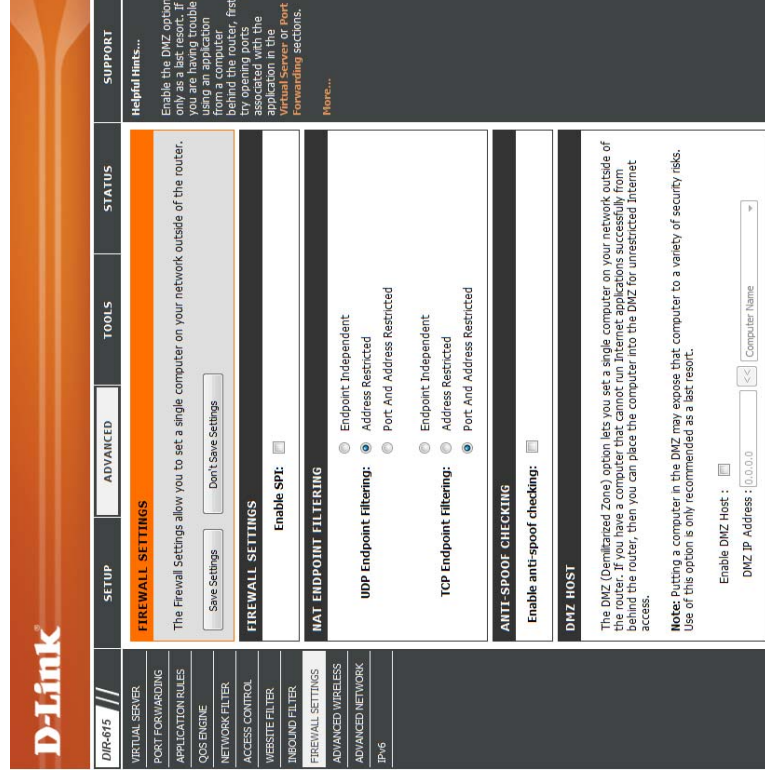 D-Link
DIR-615
SETUP
ADVANCED
TOOLS
STATUS
SUPPORT
VIRTUAL SERVER
PORT FORWARDING
APPLICATION RULES
QOS ENGINE
NETWORK FILTER
ACCESS CONTROL
WEBSITE FILTER
INBOUND FILTER
FIREWALL SETTINGS
ADVANCED WIRELESS
ADVANCED NETWORK
IPv6
FIREWALL SETTINGS
The Firewall Settings allow you to set a single computer on your network outside of the router.
Save Settings
Don't Save Settings
FIREWALL SETTINGS
Enable SPI:
NAT ENDPOINT FILTERING
UDP Endpoint Filtering:
Endpoint Independent
Address Restricted
Port And Address Restricted
TCP Endpoint Filtering:
Endpoint Independent
Address Restricted
Port And Address Restricted
ANTI-SPOOF CHECKING
Enable anti-spoof checking:
DMZ HOST
The DMZ (Demilitarized Zone) option lets you set a single computer on your network outside of
the router. If you have a computer that cannot run Internet applications successfully from
behind the router, then you can place the computer into the DMZ for unrestricted Internet
access.
Note: Putting a computer in the DMZ may expose that computer to a variety of security risks.
Use of this option is only recommended as a last resort.
Enable DMZ Host :
DMZ IP Address : 0.0.0.0 << Computer Name
Helpful Hints...
Enable the DMZ option
only as a last resort. If
you are having trouble
using an application
from a computer
behind the router, first
try opening ports
associated with the
application in the
Virtual Server or Port
Forwarding sections.
More...